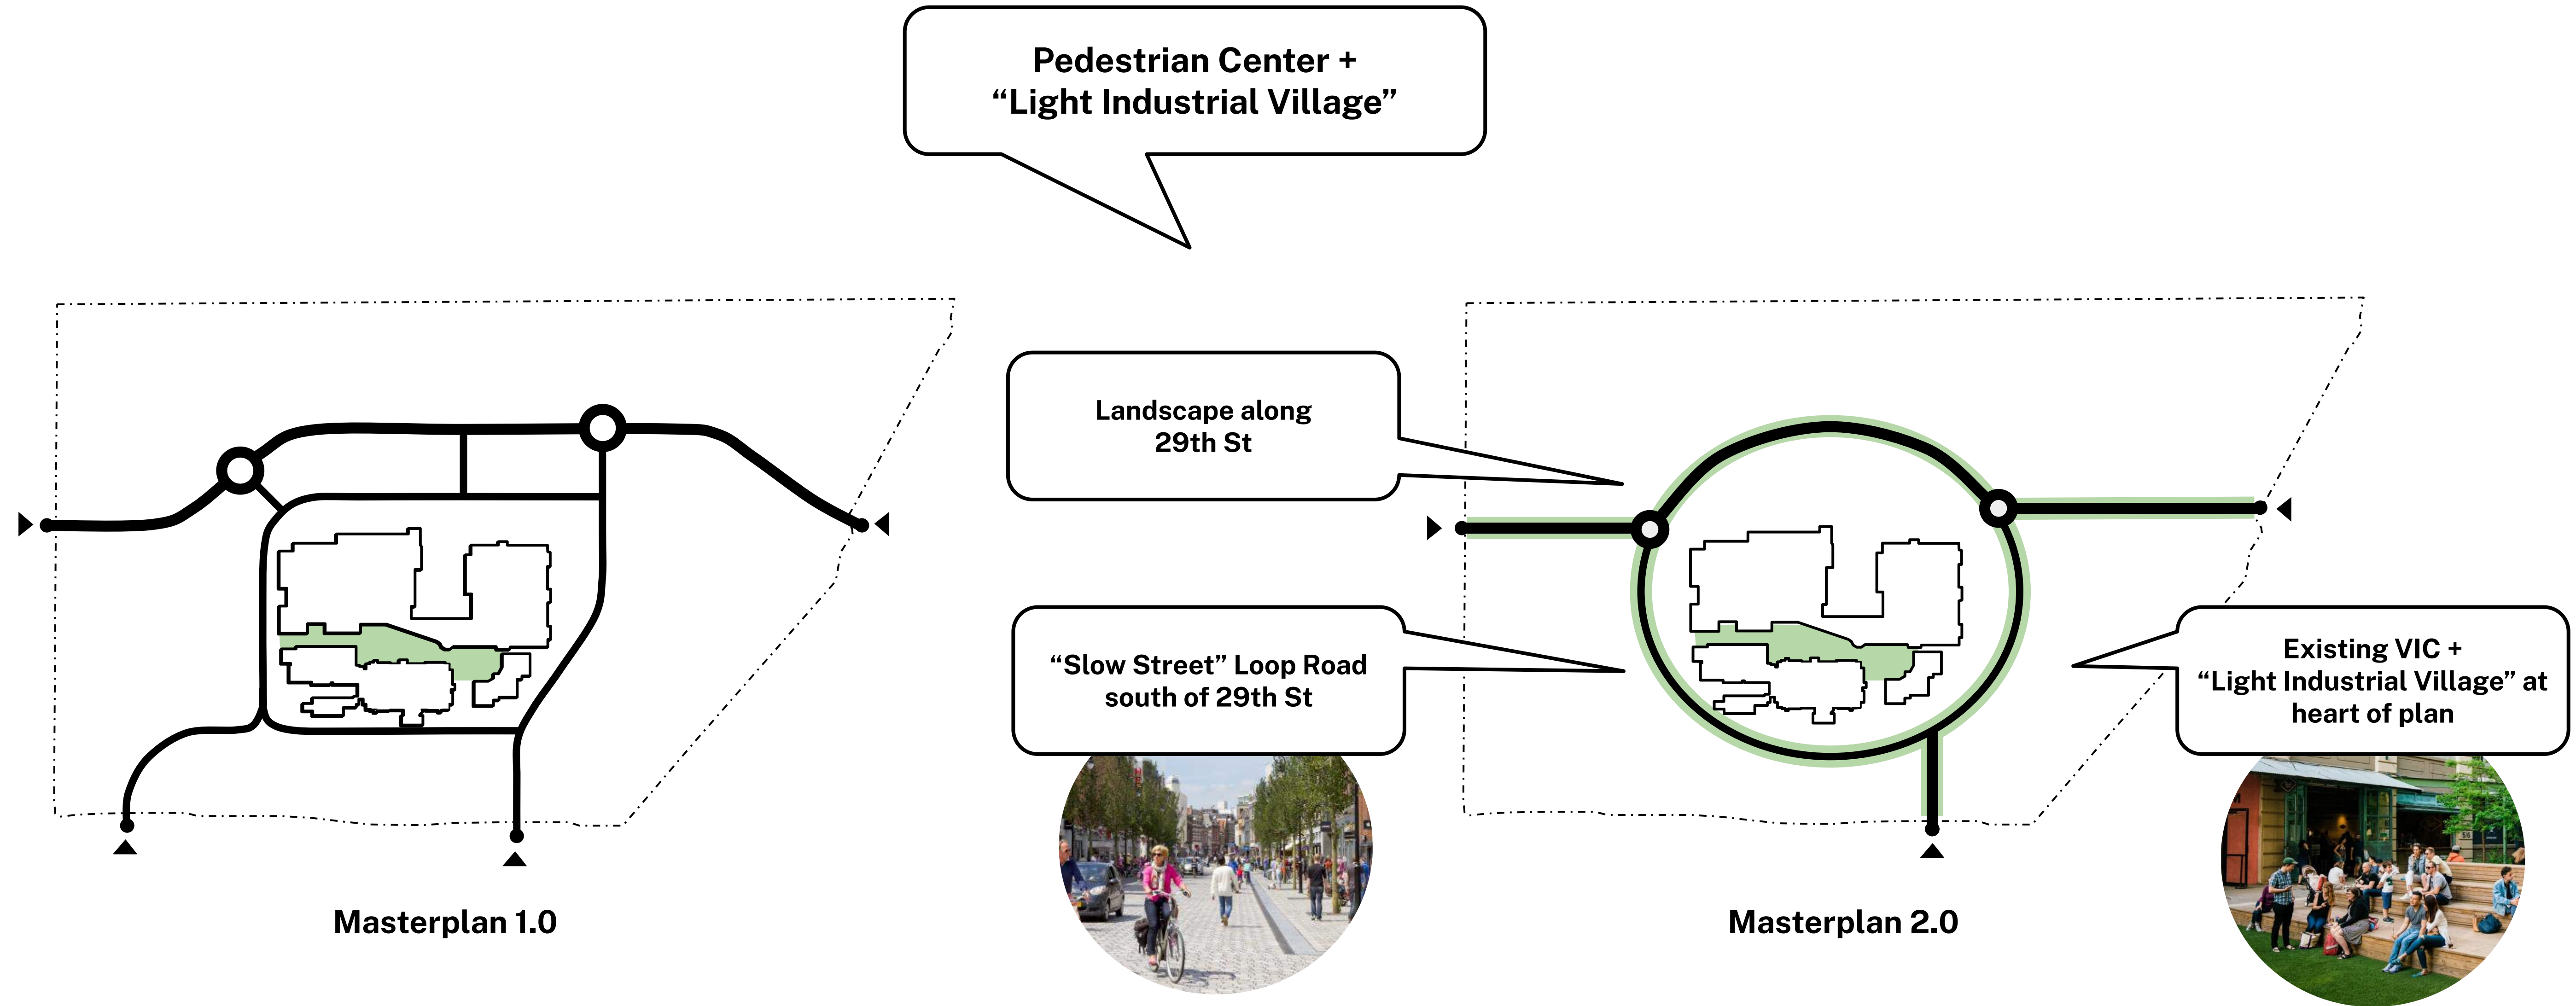 Pedestrian Center +
“Light Industrial Village”
Landscape along
29th St
“Slow Street” Loop Road
south of 29th St
Existing VIC +
“Light Industrial Village” at
heart of plan
Masterplan 1.0
Masterplan 2.0